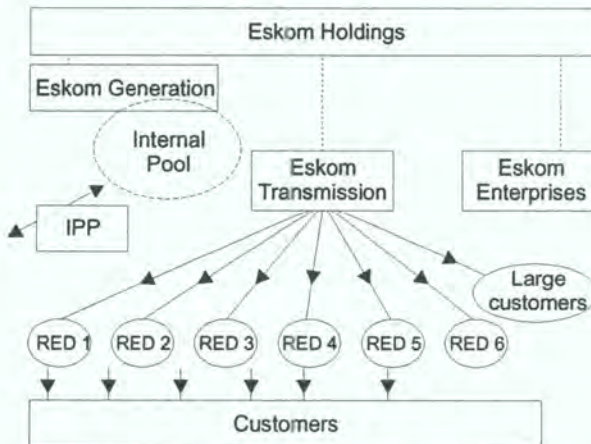 Eskom Holdings
Eskom Generation
Internal
Pool
Eskom
Transmission
Eskom
Enterprises
IPP
Large
customers
RED 1
RED 2
RED 3
RED 4
RED 5
RED 6
Customers